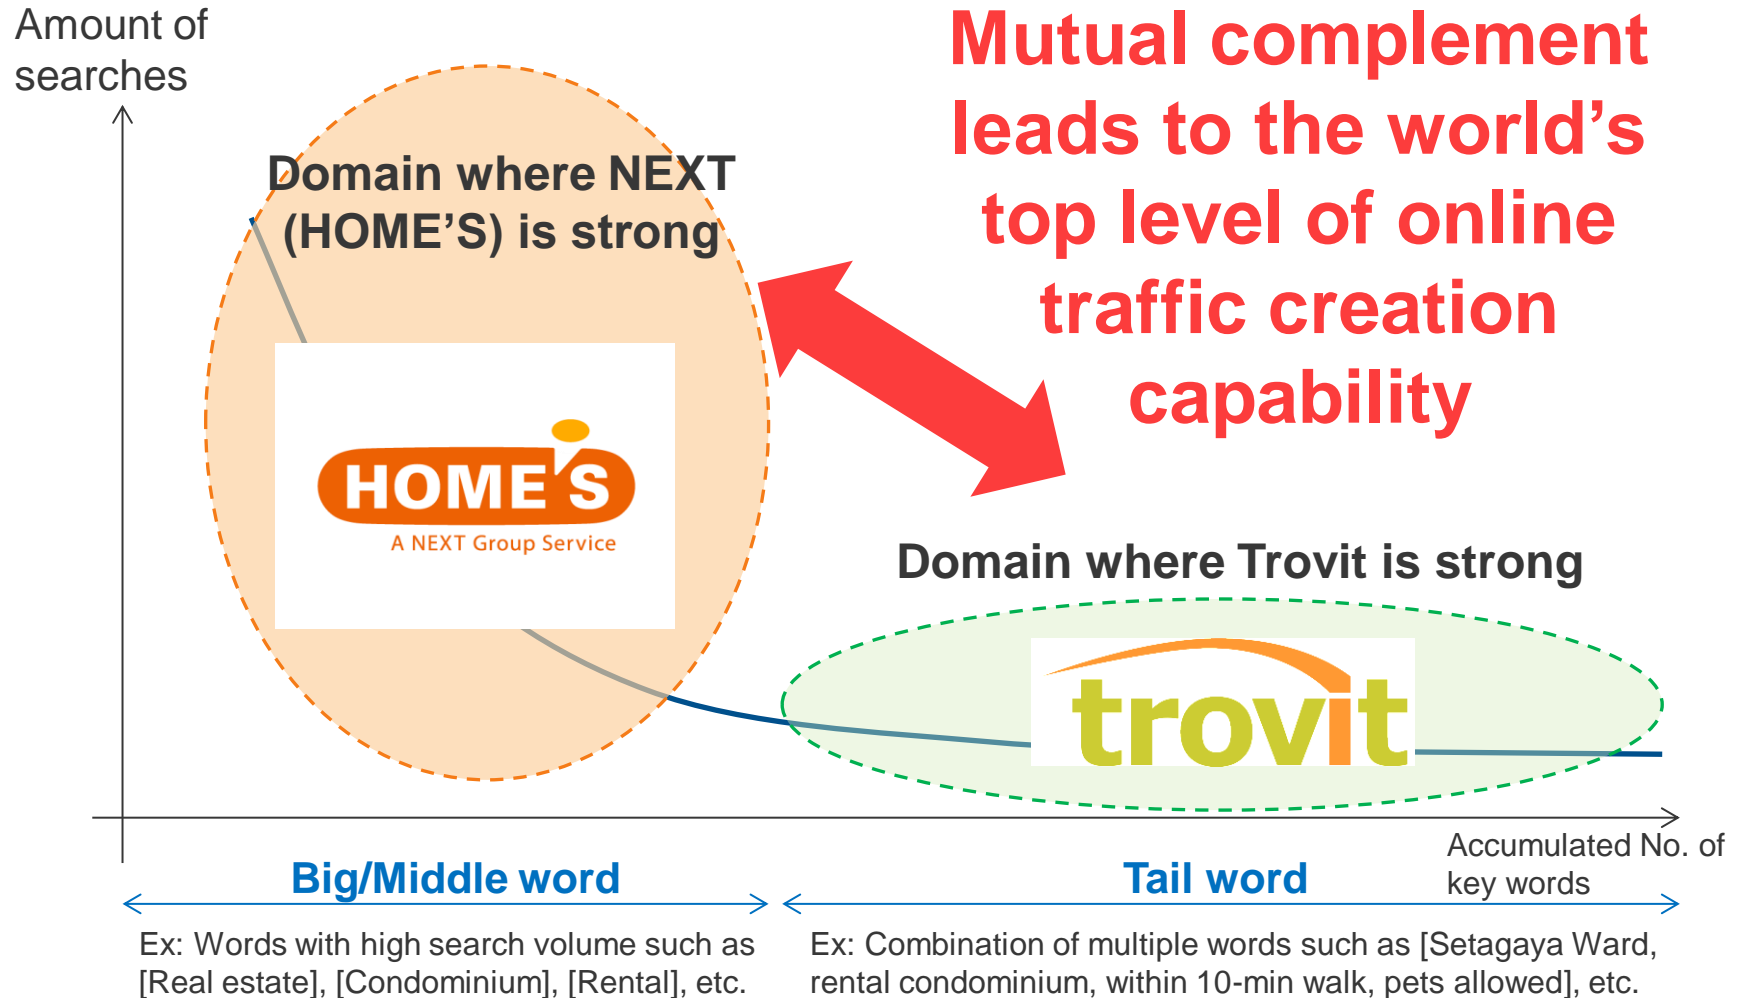 Amount of
searches
Mutual complement
leads to the world’s
top level of online
traffic creation
capability
Domain where NEXT
(HOME’S) is strong
HOME'S
A NEXT Group Service
Domain where Trovit is strong
trovit
Accumulated No. of
key words
Big/Middle word
Tail word
Ex: Words with high search volume such as
[Real estate], [Condominium], [Rental], etc.
Ex: Combination of multiple words such as [Setagaya Ward,
rental condominium, within 10-min walk, pets allowed], etc.